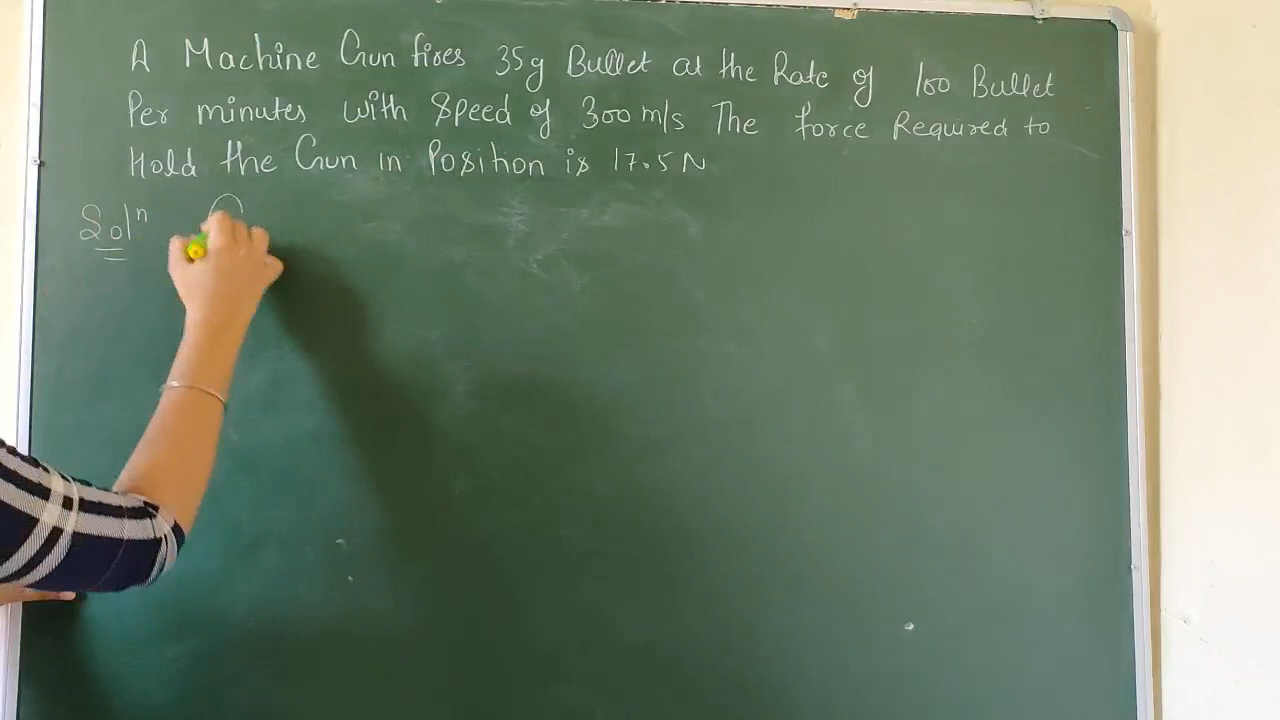 A Machine Gun fires 35g Bullet at the Rate of 100 Bullet
Per minutes with Speed of 300 m/s The force Required to
Hold the Gun in Position is 17.5 N
Solⁿ